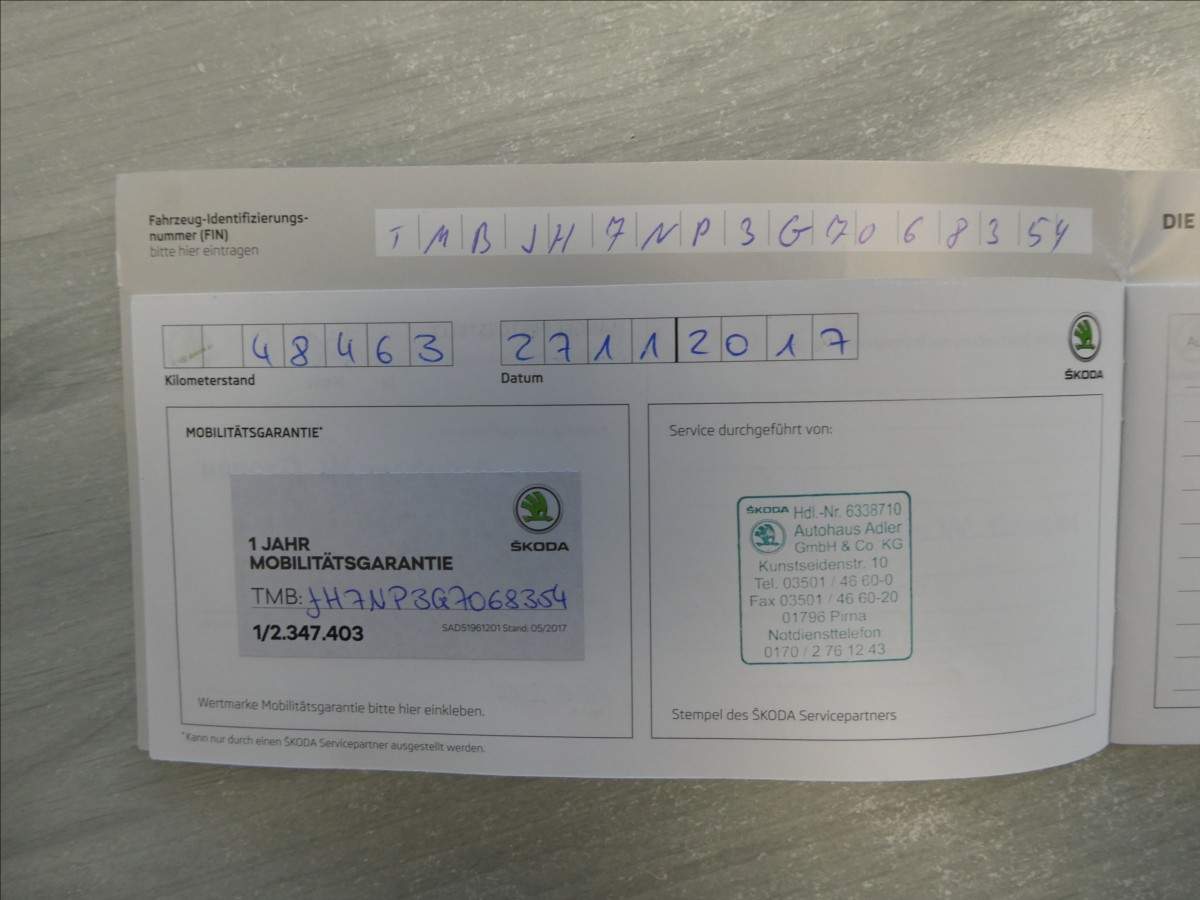 Fahrzeug-Identifizierungs-
nummer (FIN)
bitte hier eintragen
TMBJH7NP3G7068354
DIE
48463
Kilometerstand
27112017
Datum
ŠKODA
MOBILITÄTSGARANTIE*
ŠKODA
1 JAHR
MOBILITÄTSGARANTIE
TMB: JH7NP3G7068354
1/2.347.403
SAD51961201 Stand: 05/2017
Wertmarke Mobilitätsgarantie bitte hier einkleben.
*Kann nur durch einen ŠKODA Servicepartner ausgestellt werden.
Service durchgeführt von:
ŠKODA Hdl.-Nr. 6338710
Autohaus Adler
GmbH & Co. KG
Kunstseidenstr. 10
Tel. 03501 / 46 60-0
Fax 03501 / 46 60-20
01796 Pirna
Notdiensttelefon
0170 / 2 76 12 43
Stempel des ŠKODA Servicepartners